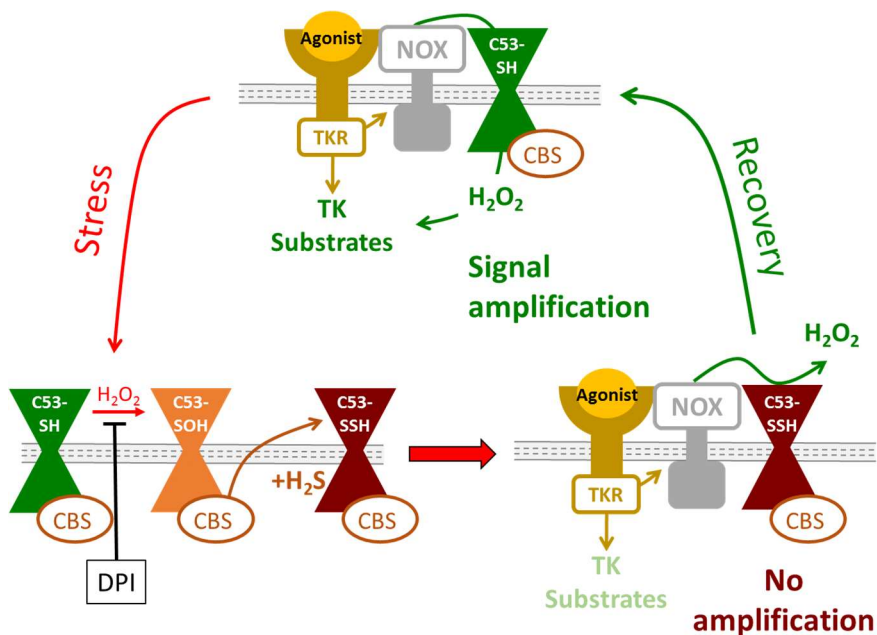 Agonist
NOX
C53-
SH
TKR
CBS
H₂O₂
TK
Substrates
Signal
amplification
Stress
Recovery
C53-
SH
H₂O₂
C53-
SOH
C53-
SSH
+H₂S
CBS
CBS
CBS
DPI
H₂O₂
Agonist
NOX
C53-
SSH
TKR
CBS
TK
Substrates
No
amplification